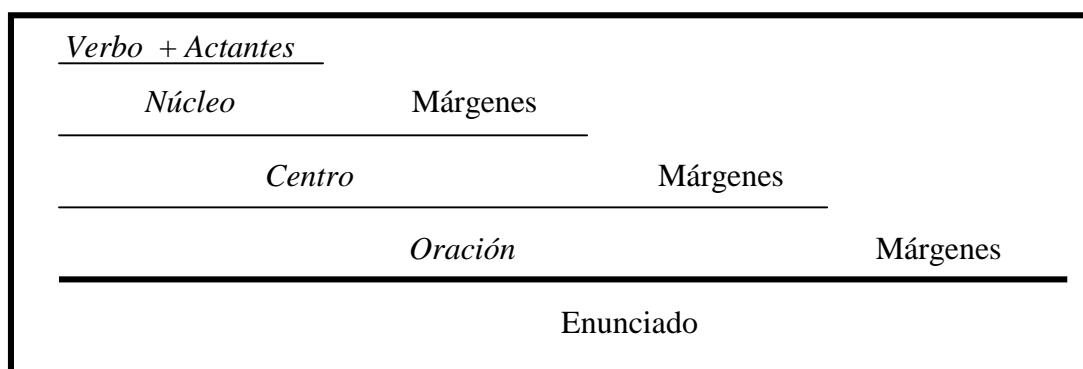 Verbo + Actantes
Núcleo Márgenes
Centro Márgenes
Oración Márgenes
Enunciado